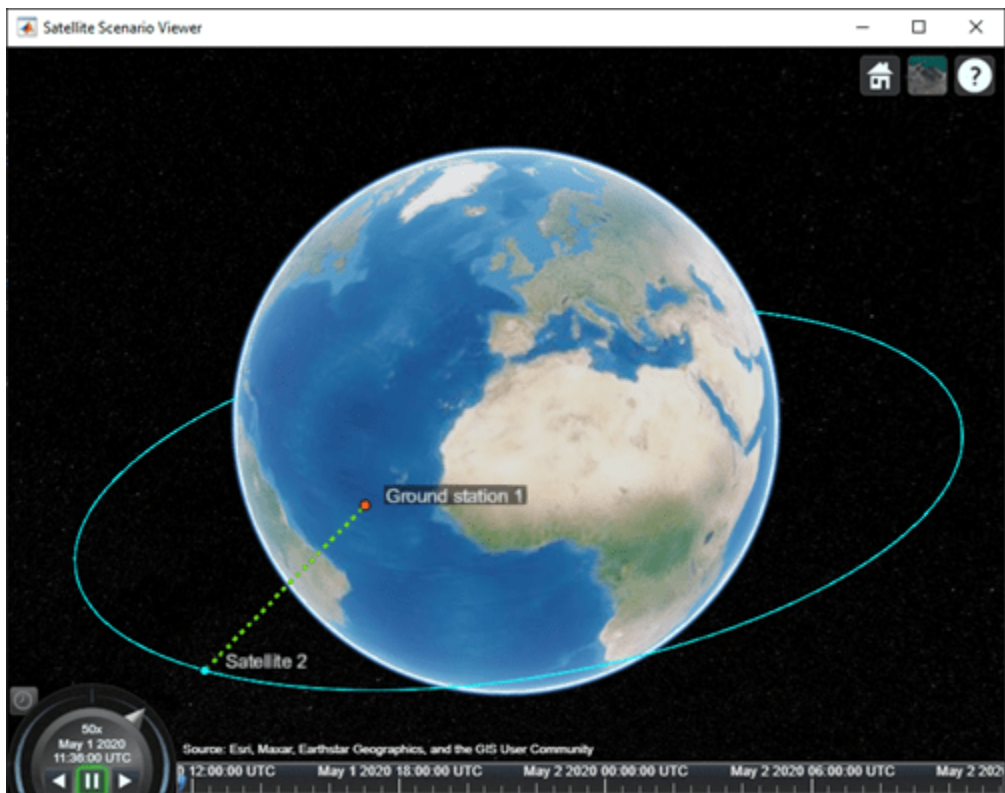 Satellite Scenario Viewer
?
Ground station 1
Satellite 2
50x
May 1 2020
11:36:00 UTC
Source: Esri, Maxar, Earthstar Geographics, and the GIS User Community
0 12:00:00 UTC May 1 2020 18:00:00 UTC May 2 2020 00:00:00 UTC May 2 2020 06:00:00 UTC May 2 202